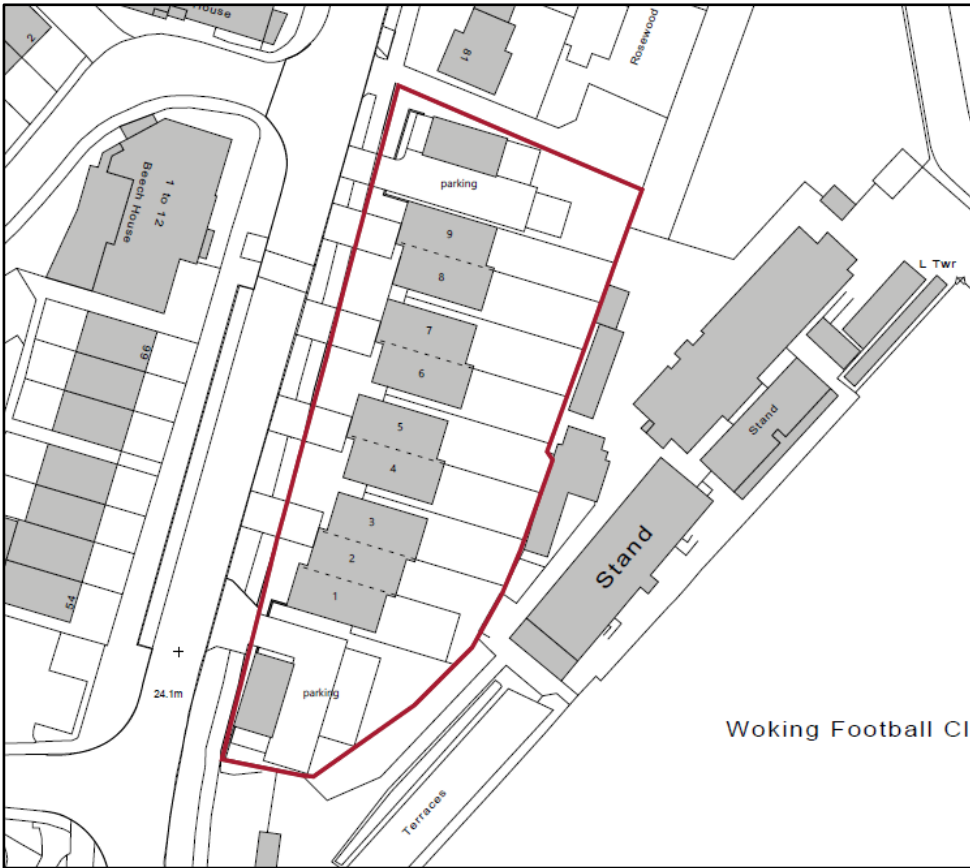 House
2
81
Rosewood
1 to 12
Beech House
parking
9
8
L Twr
7
99
6
5
Stand
4
3
Stand
2
1
54
24.1m
parking
Woking Football Cl
Terraces